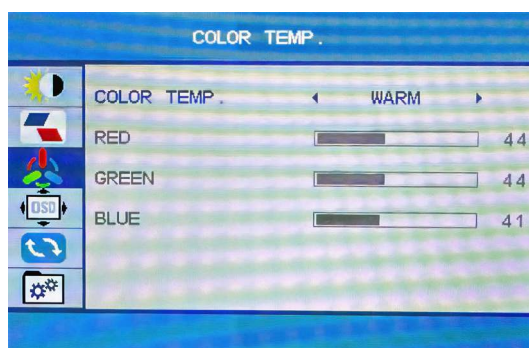 COLOR TEMP.
COLOR TEMP. WARM
RED 44
GREEN 44
BLUE 41
OSD